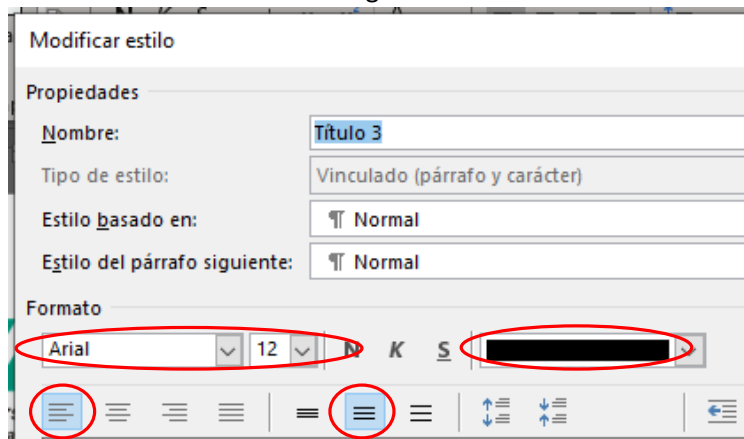 Modificar estilo
Propiedades
Nombre: Título 3
Tipo de estilo: Vinculado (párrafo y carácter)
Estilo basado en: ¶ Normal
Estilo del párrafo siguiente: ¶ Normal
Formato
Arial 12 N K S